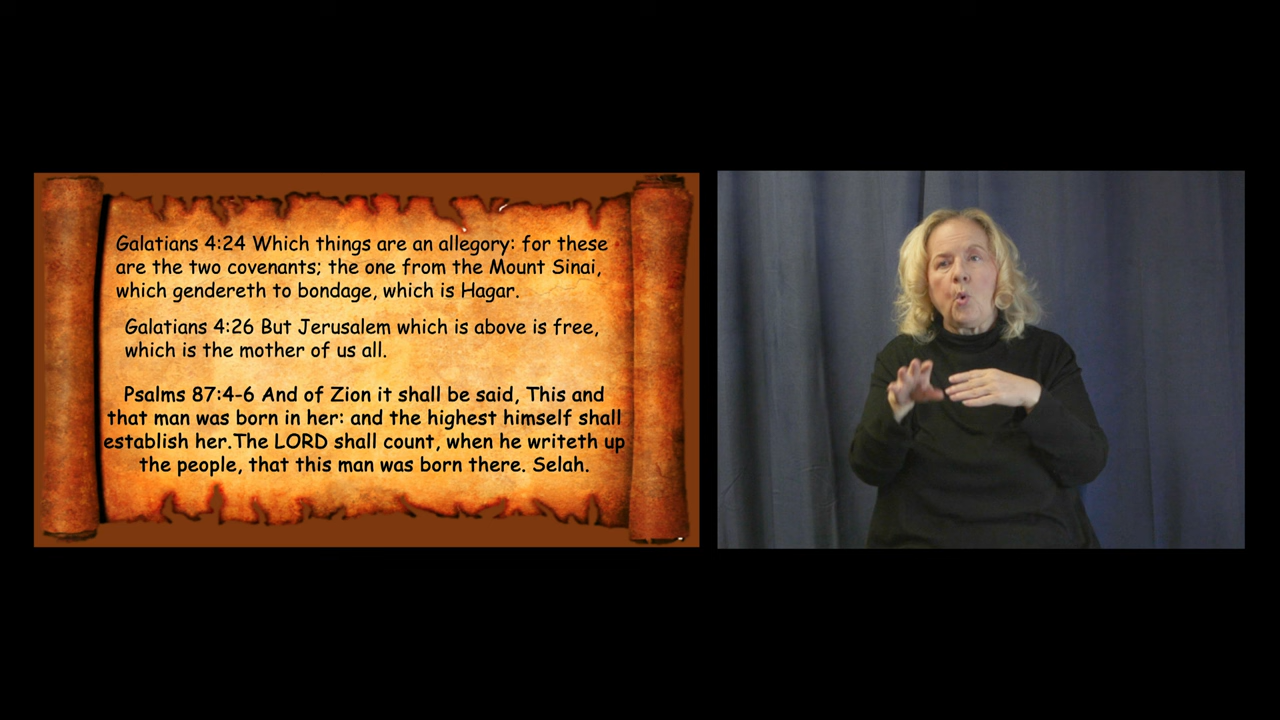 Galatians 4:24 Which things are an allegory: for these
are the two covenants; the one from the Mount Sinai,
which gendereth to bondage, which is Hagar.
Galatians 4:26 But Jerusalem which is above is free,
which is the mother of us all.
Psalms 87:4-6 And of Zion it shall be said, This and
that man was born in her: and the highest himself shall
establish her.The LORD shall count, when he writeth up
the people, that this man was born there. Selah.